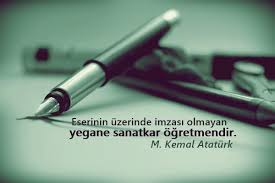 Eserinin üzerinde imzası olmayan
yegane sanatkar öğretmendir.
M. Kemal Atatürk